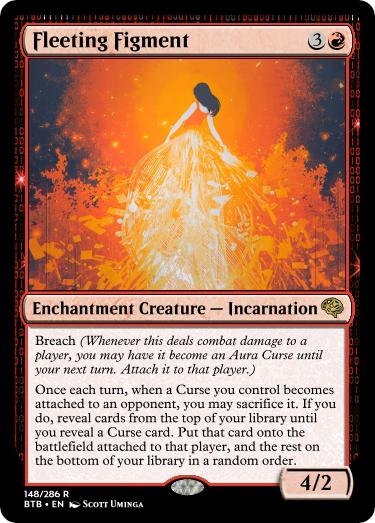 Fleeting Figment 3
Enchantment Creature — Incarnation
Breach (Whenever this deals combat damage to a
player, you may have it become an Aura Curse until
your next turn. Attach it to that player.)
Once each turn, when a Curse you control becomes
attached to an opponent, you may sacrifice it. If you
do, reveal cards from the top of your library until
you reveal a Curse card. Put that card onto the
battlefield attached to that player, and the rest on
the bottom of your library in a random order.
4/2
148/286 R
BTB • EN Scott Uminga